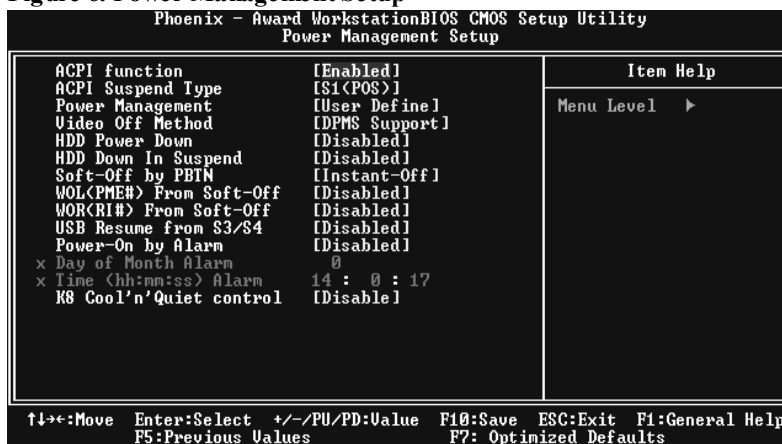 Phoenix - Award WorkstationBIOS CMOS Setup Utility
Power Management Setup
ACPI function [Enabled]
ACPI Suspend Type [S1(POS)]
Power Management [User Define]
Video Off Method [DPMS Support]
HDD Power Down [Disabled]
HDD Down In Suspend [Disabled]
Soft-Off by PBTN [Instant-Off]
WOL(PME#) From Soft-Off [Disabled]
WOR(RI#) From Soft-Off [Disabled]
USB Resume from S3/S4 [Disabled]
Power-On by Alarm [Disabled]
x Day of Month Alarm 0
x Time (hh:mm:ss) Alarm 14 : 0 : 17
K8 Cool'n'Quiet control [Disable]
Item Help
Menu Level ▶
↑↓→←:Move Enter:Select +/-/PU/PD:Value F10:Save ESC:Exit F1:General Help
F5:Previous Values F7: Optimized Defaults